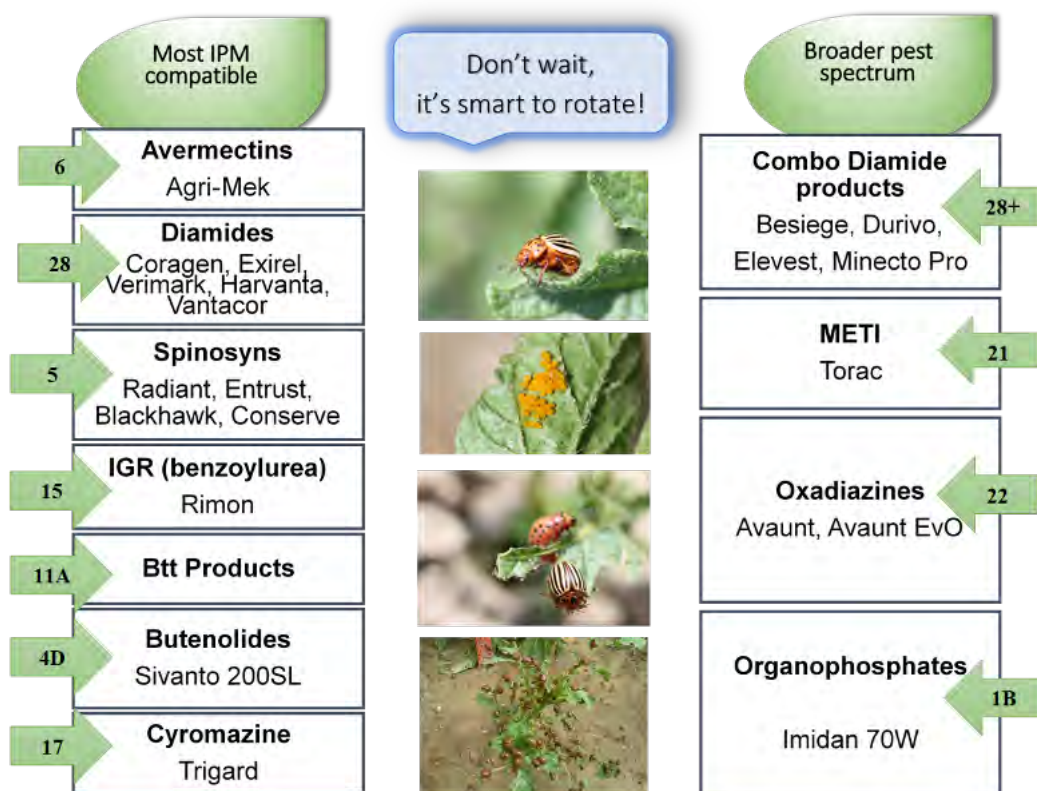 Most IPM
compatible
6
Avermectins
Agri-Mek
28
Diamides
Coragen, Exirel,
Verimark, Harvanta,
Vantacor
5
Spinosyns
Radiant, Entrust,
Blackhawk, Conserve
15
IGR (benzoylurea)
Rimon
11A
Btt Products
4D
Butenolides
Sivanto 200SL
17
Cyromazine
Trigard
Don't wait,
it's smart to rotate!
Broader pest
spectrum
Combo Diamide
products
Besiege, Durivo,
Elevest, Minecto Pro
28+
METI
Torac
21
Oxadiazines
Avaunt, Avaunt EvO
22
Organophosphates
Imidan 70W
1B